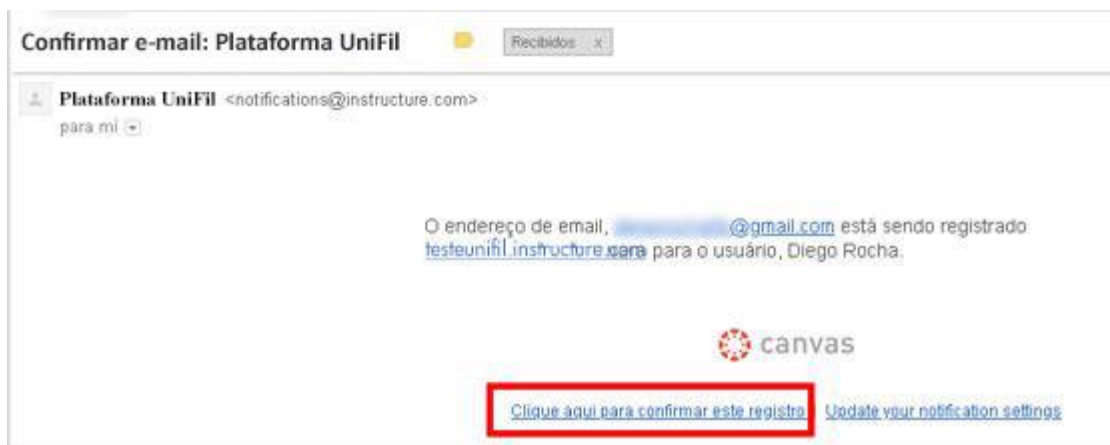 Confirmar e-mail: Plataforma UniFil Recibidos x
Plataforma UniFil <notifications@instructure.com>
para mí
O endereço de email, @gmail.com está sendo registrado
testeunifil.instructure para o usuário, Diego Rocha.
canvas
Clique aqui para confirmar este registro Update your notification settings